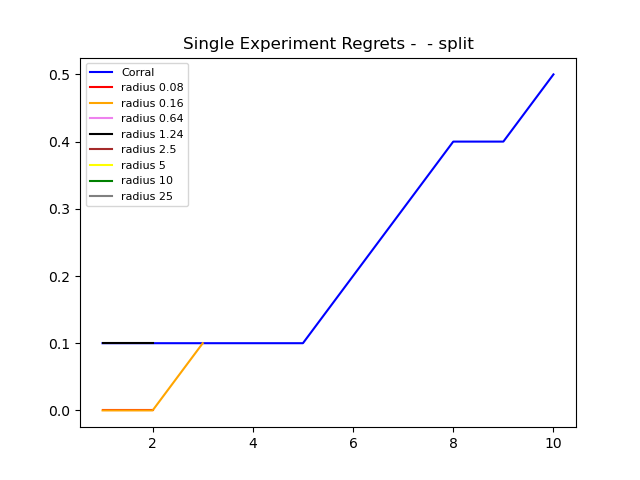 Single Experiment Regrets -  - split
Corral
radius 0.08
radius 0.16
radius 0.64
radius 1.24
radius 2.5
radius 5
radius 10
radius 25
0.5
0.4
0.3
0.2
0.1
0.0
2 4 6 8 10